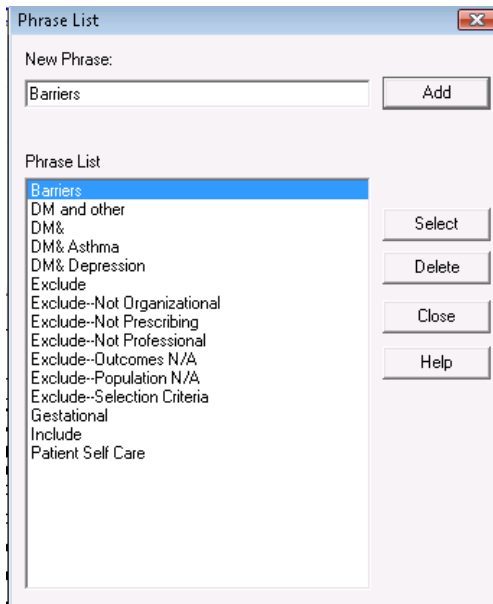 Phrase List
New Phrase:
Barriers
Add
Phrase List
Barriers
DM and other
DM&
DM& Asthma
DM& Depression
Exclude
Exclude--Not Organizational
Exclude--Not Prescribing
Exclude--Not Professional
Exclude--Outcomes N/A
Exclude--Population N/A
Exclude--Selection Criteria
Gestational
Include
Patient Self Care
Select
Delete
Close
Help